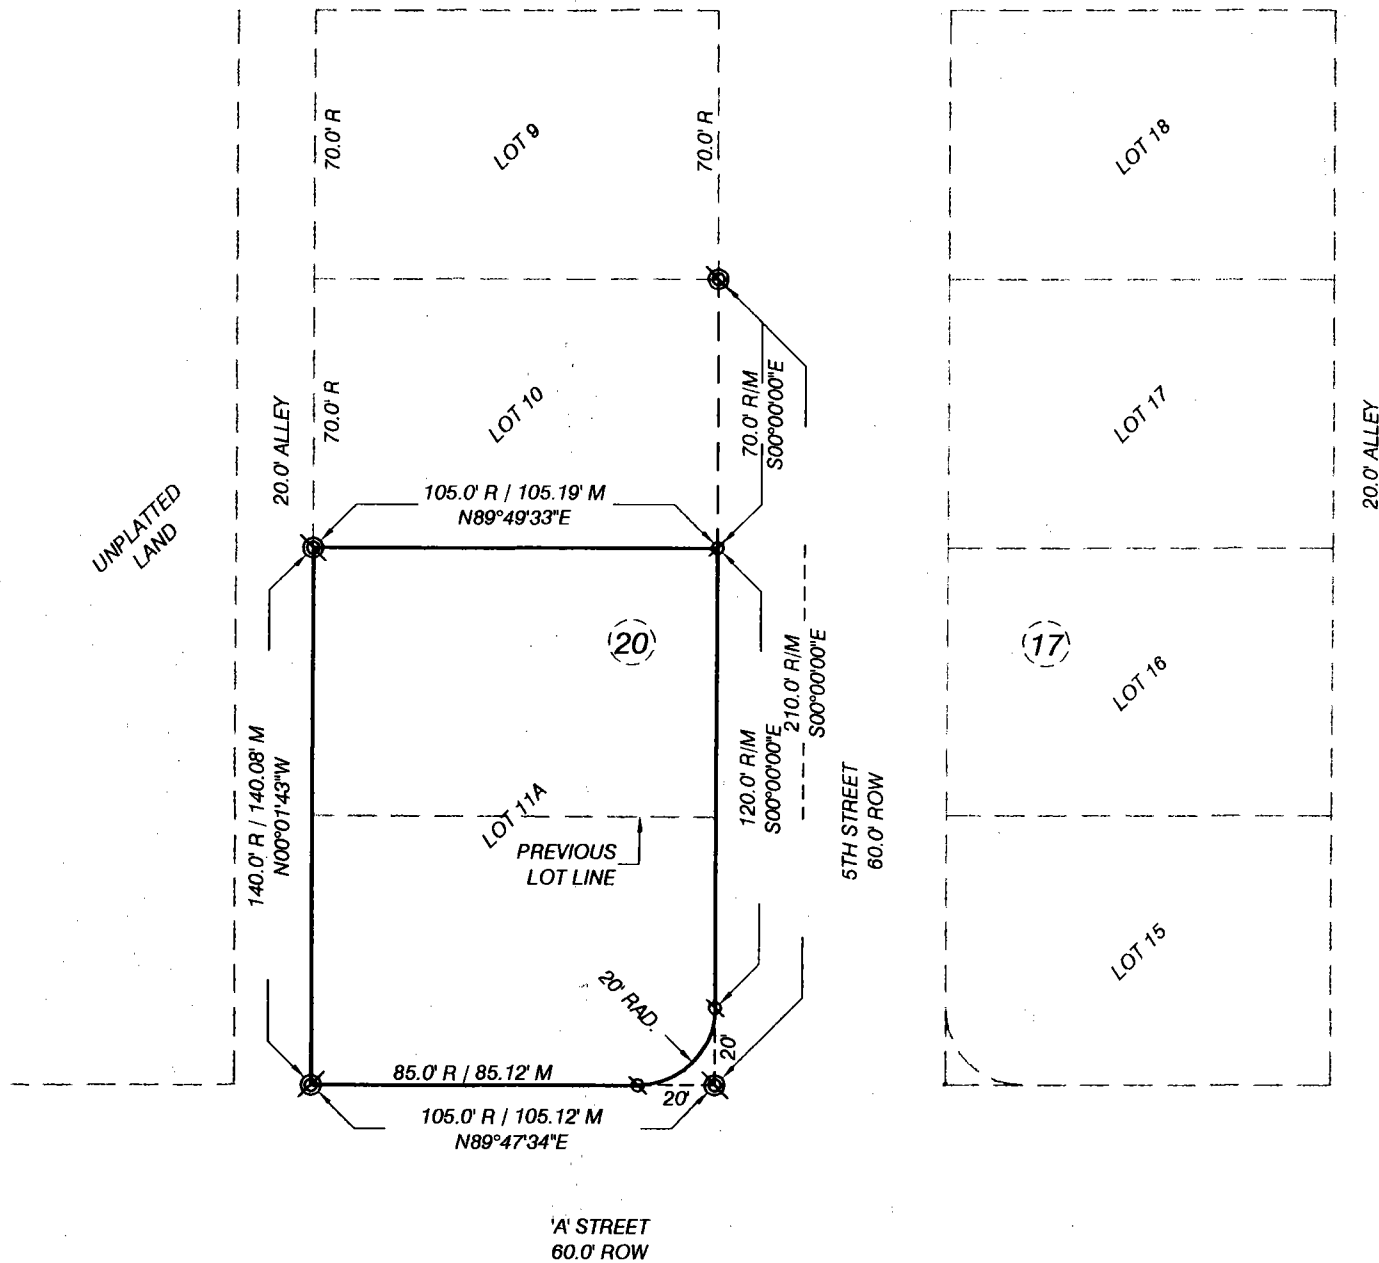 70.0' R
LOT 9
70.0' R
LOT 18
20.0' ALLEY
70.0' R
LOT 10
70.0' R/M
S00°00'00"E
LOT 17
20.0' ALLEY
UNPLATTED
LAND
105.0' R / 105.19' M
N89°49'33"E
20
17
210.0' R/M
S00°00'00"E
LOT 16
140.0' R / 140.08' M
N00°01'43"W
LOT 11A
PREVIOUS
LOT LINE
120.0' R/M
S00°00'00"E
5TH STREET
60.0' ROW
LOT 15
20' RAD.
20'
85.0' R / 85.12' M
20'
105.0' R / 105.12' M
N89°47'34"E
'A' STREET
60.0' ROW